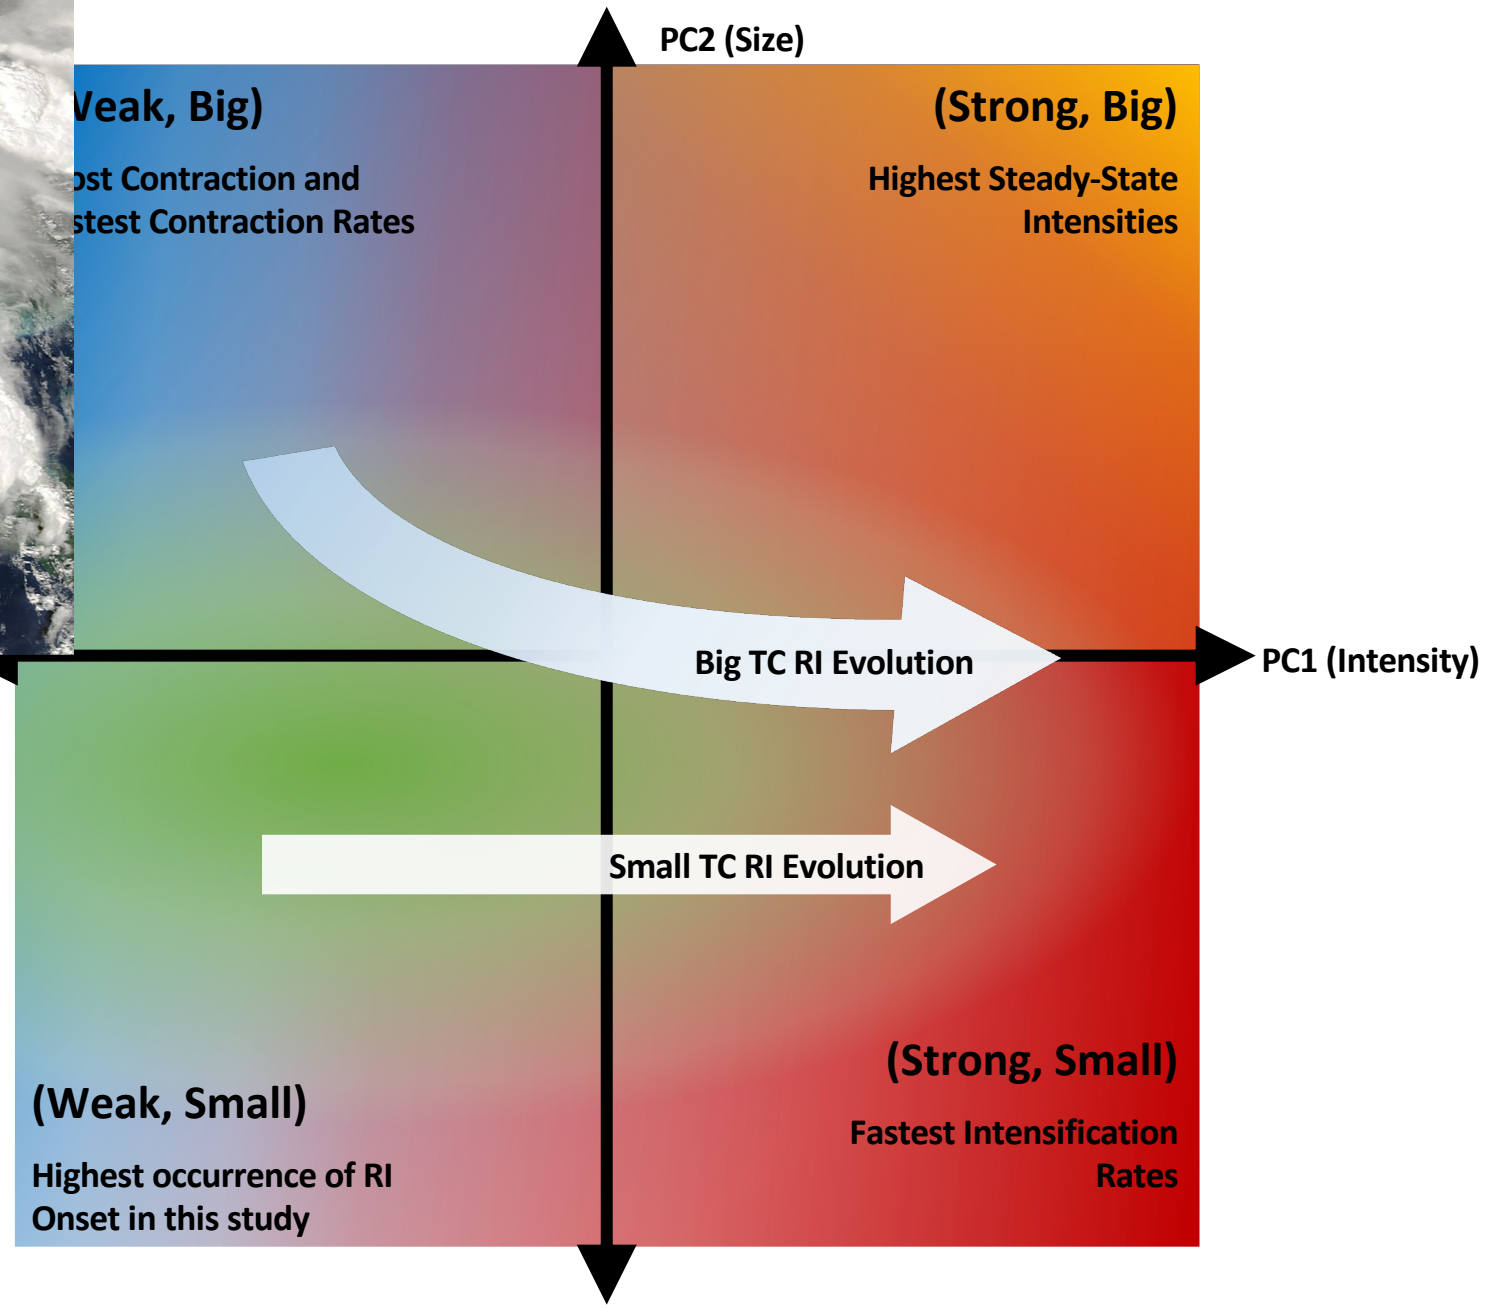 PC2 (Size)
Weak, Big)
(Strong, Big)
ost Contraction and
stest Contraction Rates
Highest Steady-State
Intensities
Big TC RI Evolution
PC1 (Intensity)
Small TC RI Evolution
(Strong, Small)
Fastest Intensification
Rates
(Weak, Small)
Highest occurrence of RI
Onset in this study